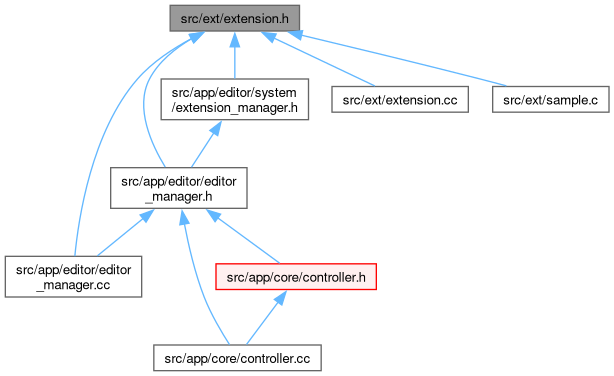 src/ext/extension.h
src/app/editor/system
/extension_manager.h
src/ext/extension.cc
src/ext/sample.c
src/app/editor/editor
_manager.h
src/app/editor/editor
_manager.cc
src/app/core/controller.h
src/app/core/controller.cc